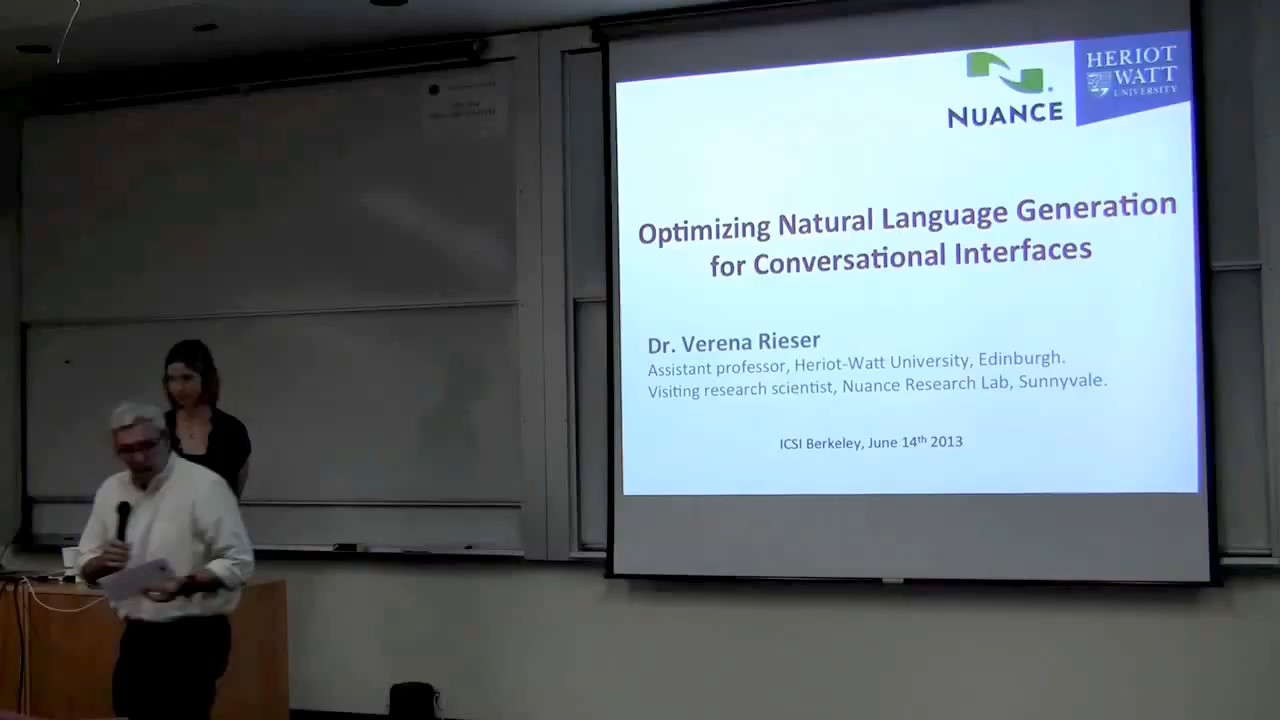 NUANCE
HERIOT
WATT
UNIVERSITY
Optimizing Natural Language Generation
for Conversational Interfaces
Dr. Verena Rieser
Assistant professor, Heriot-Watt University, Edinburgh.
Visiting research scientist, Nuance Research Lab, Sunnyvale.
ICSI Berkeley, June 14th 2013